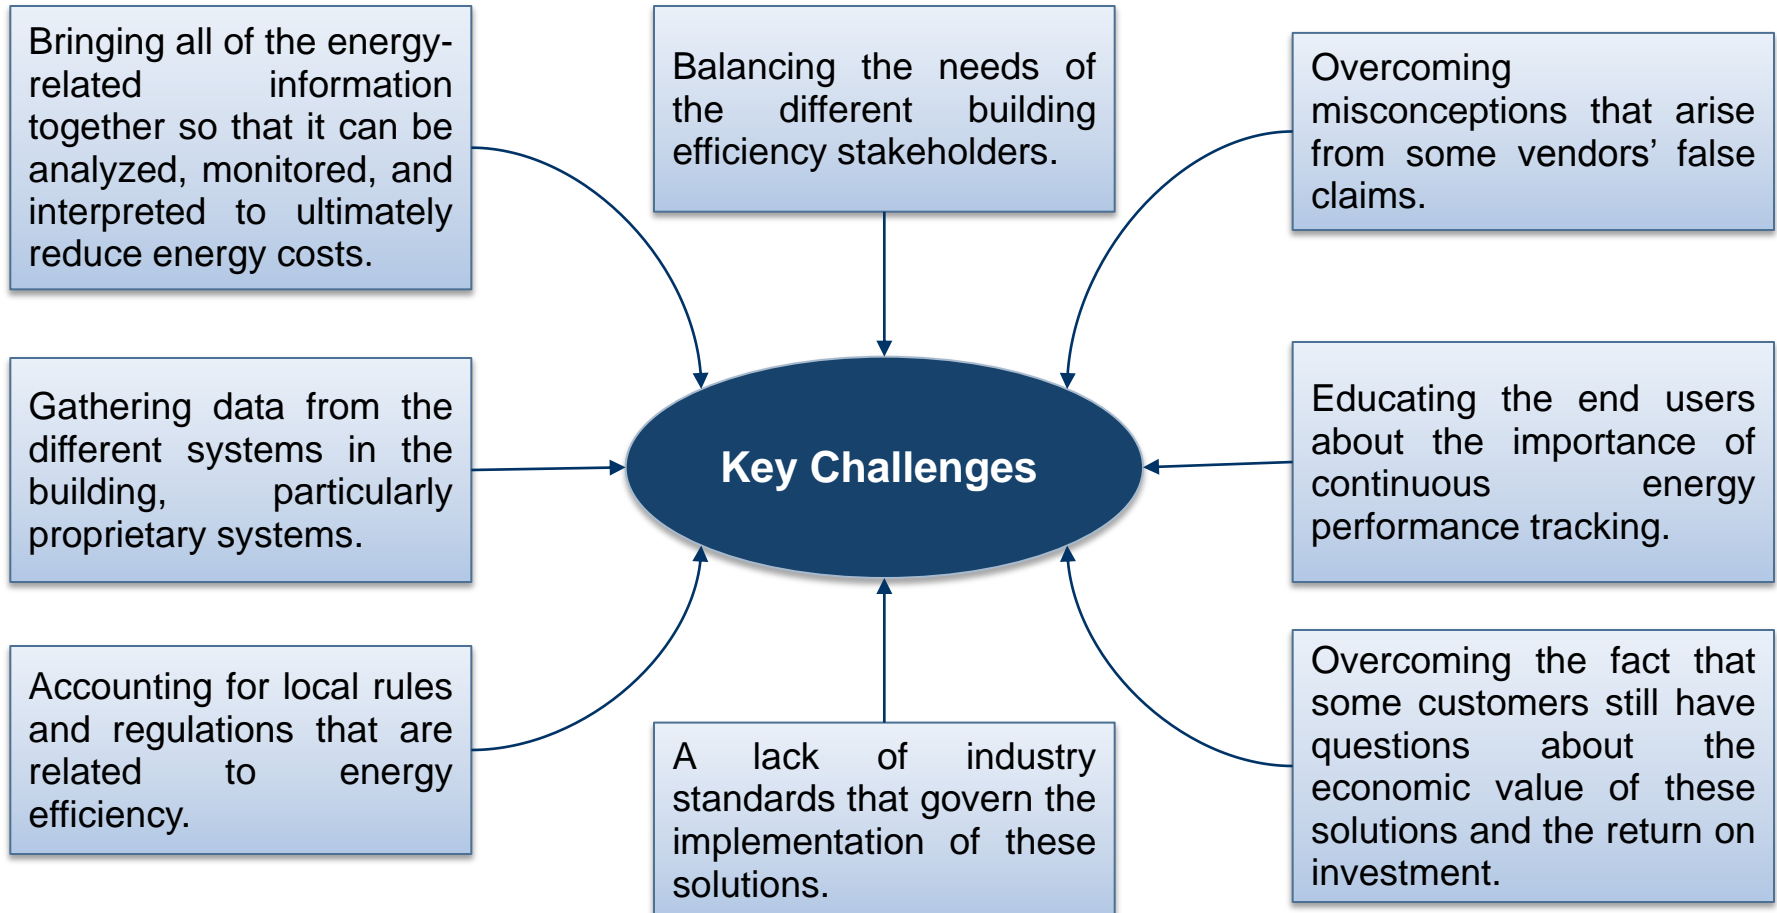 Bringing all of the energy-
related information
together so that it can be
analyzed, monitored, and
interpreted to ultimately
reduce energy costs.
Balancing the needs of
the different building
efficiency stakeholders.
Overcoming
misconceptions that arise
from some vendors’ false
claims.
Gathering data from the
different systems in the
building, particularly
proprietary systems.
Key Challenges
Educating the end users
about the importance of
continuous energy
performance tracking.
Accounting for local rules
and regulations that are
related to energy
efficiency.
A lack of industry
standards that govern the
implementation of these
solutions.
Overcoming the fact that
some customers still have
questions about the
economic value of these
solutions and the return on
investment.